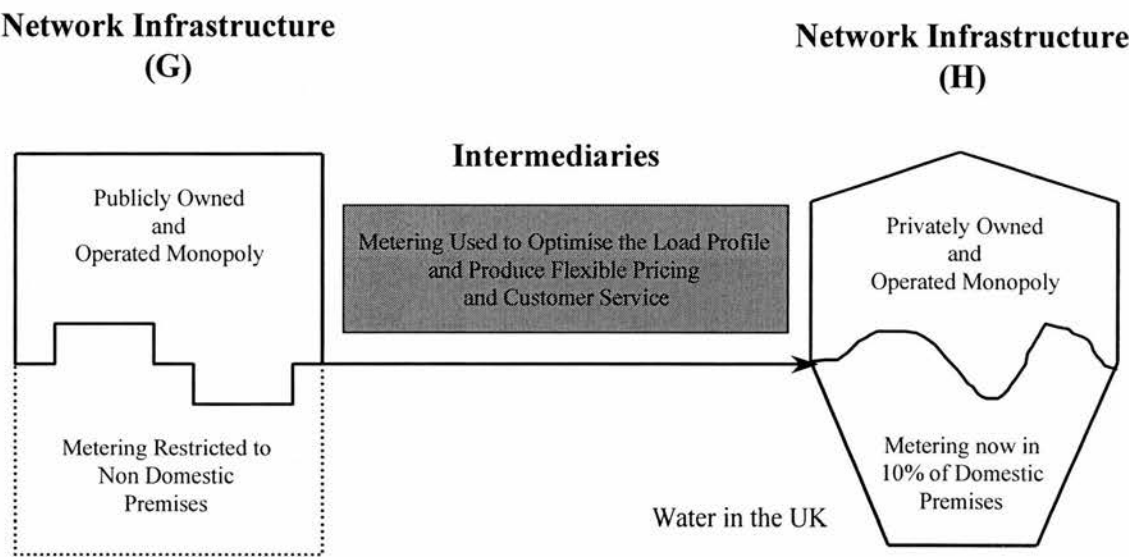 Network Infrastructure
(G)
Network Infrastructure
(H)
Intermediaries
Publicly Owned
and
Operated Monopoly
Metering Used to Optimise the Load Profile
and Produce Flexible Pricing
and Customer Service
Privately Owned
and
Operated Monopoly
Metering Restricted to
Non Domestic
Premises
Metering now in
10% of Domestic
Premises
Water in the UK